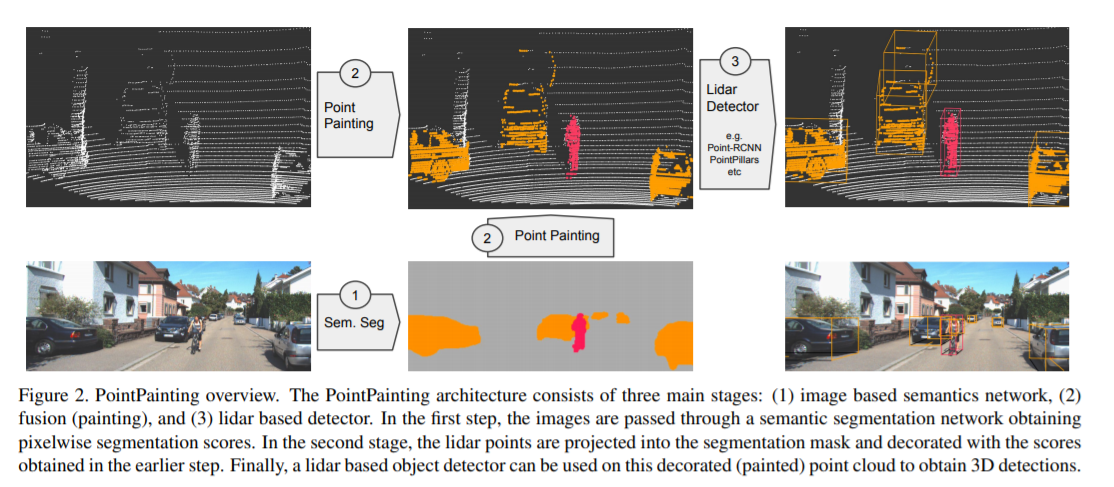 2
Point
Painting
3
Lidar
Detector
e.g.
Point-RCNN
PointPillars
etc
2 Point Painting
1
Sem. Seg
Figure 2. PointPainting overview. The PointPainting architecture consists of three main stages: (1) image based semantics network, (2)
fusion (painting), and (3) lidar based detector. In the first step, the images are passed through a semantic segmentation network obtaining
pixelwise segmentation scores. In the second stage, the lidar points are projected into the segmentation mask and decorated with the scores
obtained in the earlier step. Finally, a lidar based object detector can be used on this decorated (painted) point cloud to obtain 3D detections.